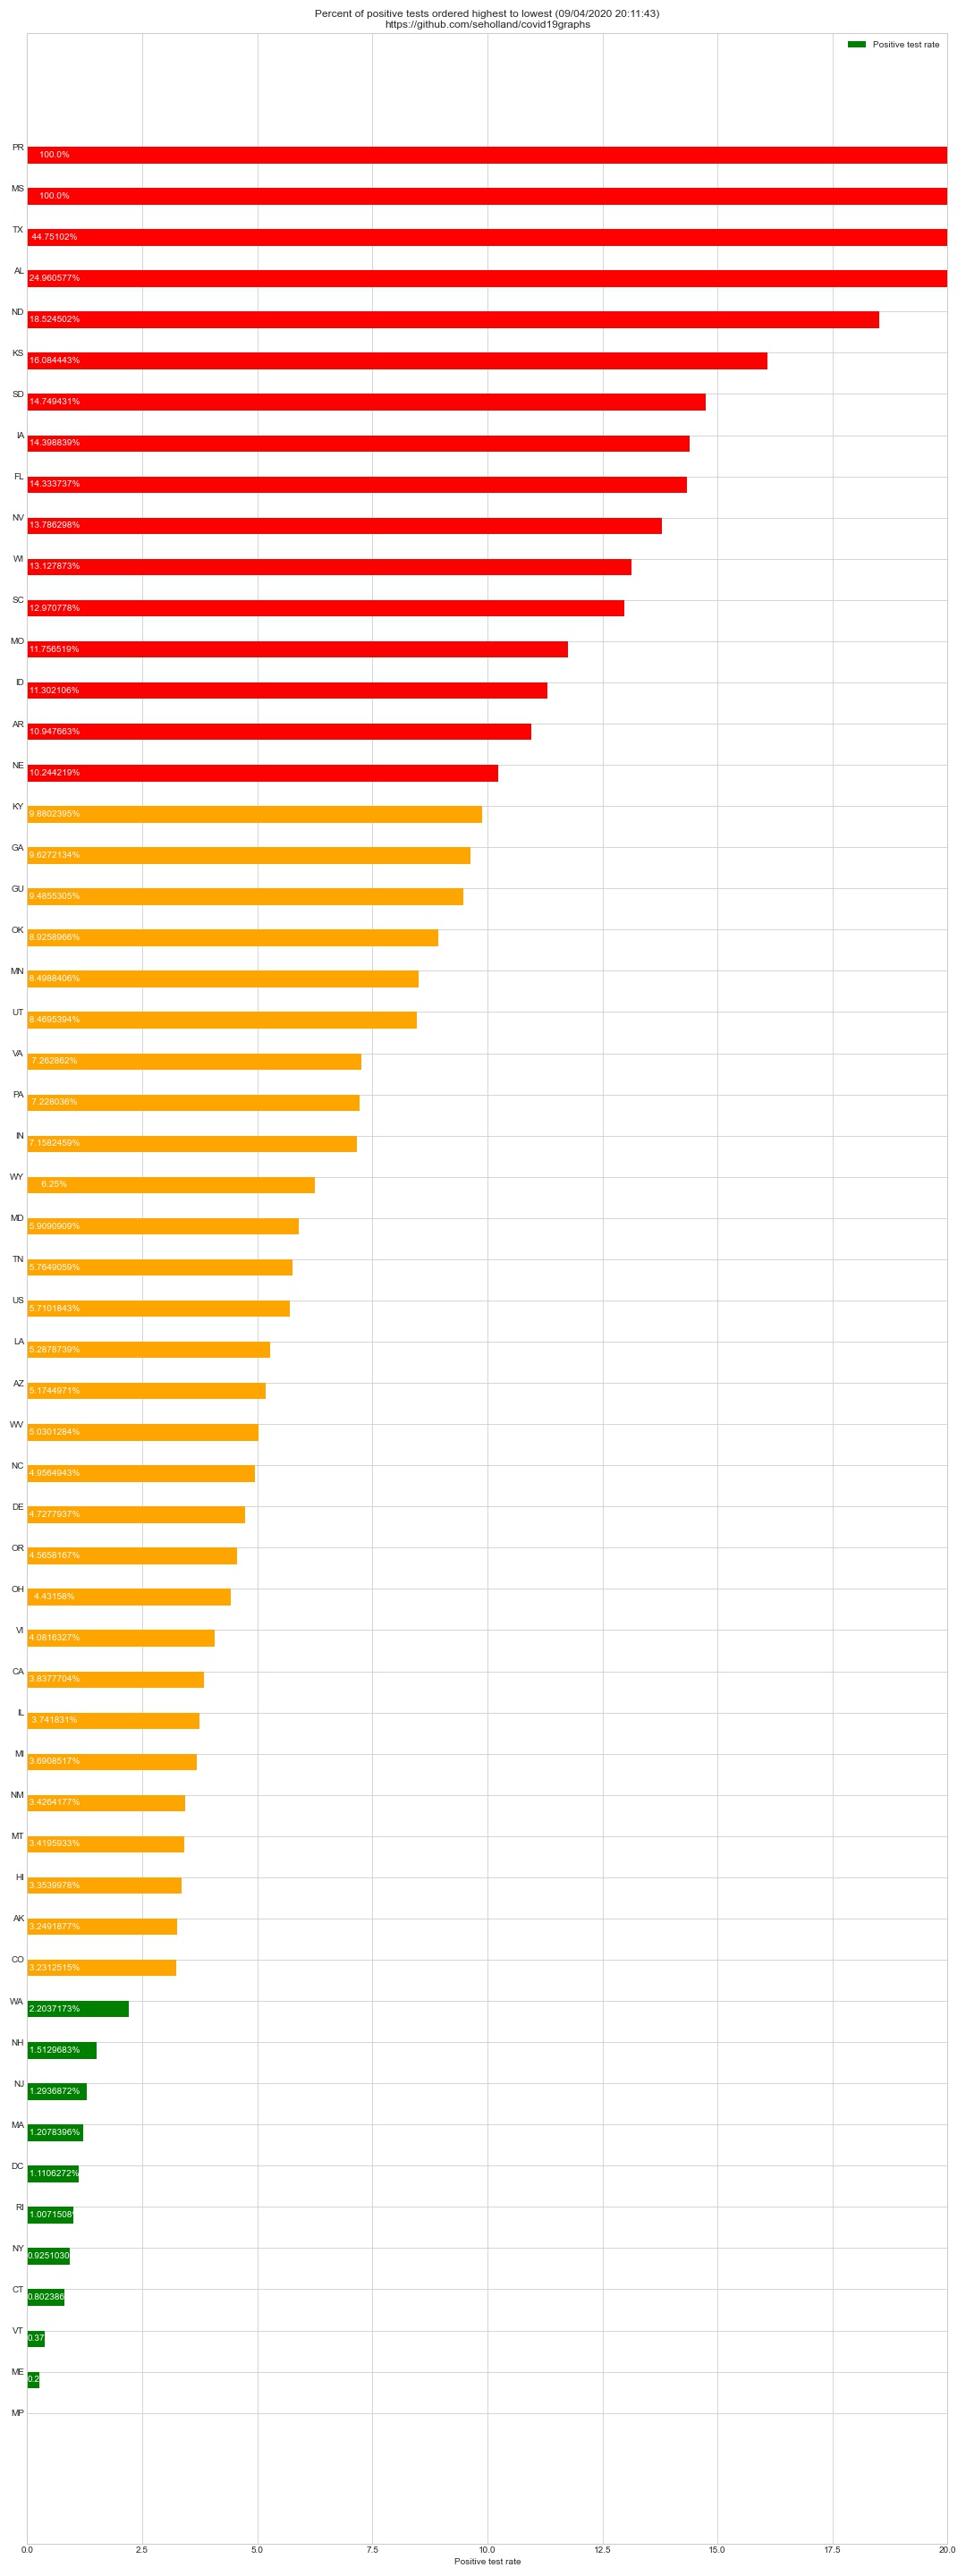 Percent of positive tests ordered highest to lowest (09/04/2020 20:11:43)
https://github.com/seholland/covid19graphs
Positive test rate
PR 100.0%
MS 100.0%
TX 44.75102%
AL 24.960577%
ND 18.524502%
KS 16.084443%
SD 14.749431%
IA 14.398839%
FL 14.333737%
NV 13.786298%
WI 13.127873%
SC 12.970778%
MO 11.756519%
ID 11.302106%
AR 10.947663%
NE 10.244219%
KY 9.8802395%
GA 9.6272134%
GU 9.4855305%
OK 8.9258966%
MN 8.4988406%
UT 8.4695394%
VA 7.262862%
PA 7.228036%
IN 7.1582459%
WY 6.25%
MD 5.9090909%
TN 5.7649059%
US 5.7101843%
LA 5.2878739%
AZ 5.1744971%
WV 5.0301284%
NC 4.9564943%
DE 4.7277937%
OR 4.5658167%
OH 4.43158%
VI 4.0816327%
CA 3.8377704%
IL 3.741831%
MI 3.6908517%
NM 3.4264177%
MT 3.4195933%
HI 3.3539978%
AK 3.2491877%
CO 3.2312515%
WA 2.2037173%
NH 1.5129683%
NJ 1.2936872%
MA 1.2078396%
DC 1.1106272%
RI 1.0071508%
NY 0.9251030
CT 0.802386
VT 0.37
ME 0.2
MP
0.0 2.5 5.0 7.5 10.0 12.5 15.0 17.5 20.0
Positive test rate